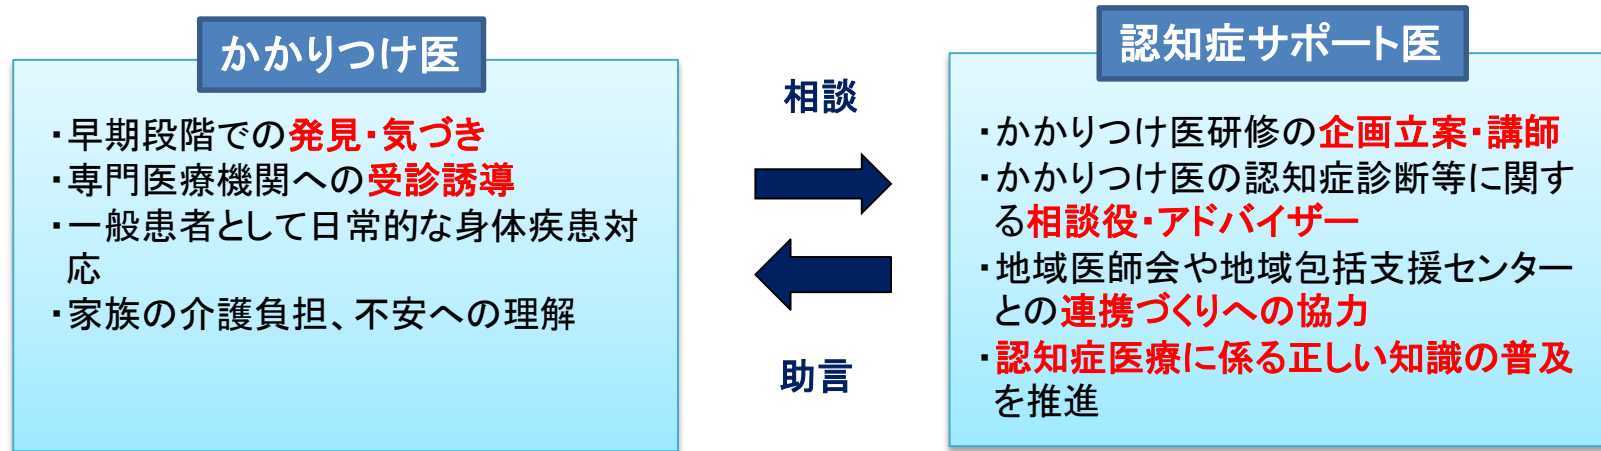 かかりつけ医
・早期段階での発見・気づき
・専門医療機関への受診誘導
・一般患者として日常的な身体疾患対
応
・家族の介護負担、不安への理解
相談
助言
認知症サポート医
・かかりつけ医研修の企画立案・講師
・かかりつけ医の認知症診断等に関す
る相談役・アドバイザー
・地域医師会や地域包括支援センター
との連携づくりへの協力
・認知症医療に係る正しい知識の普及
を推進